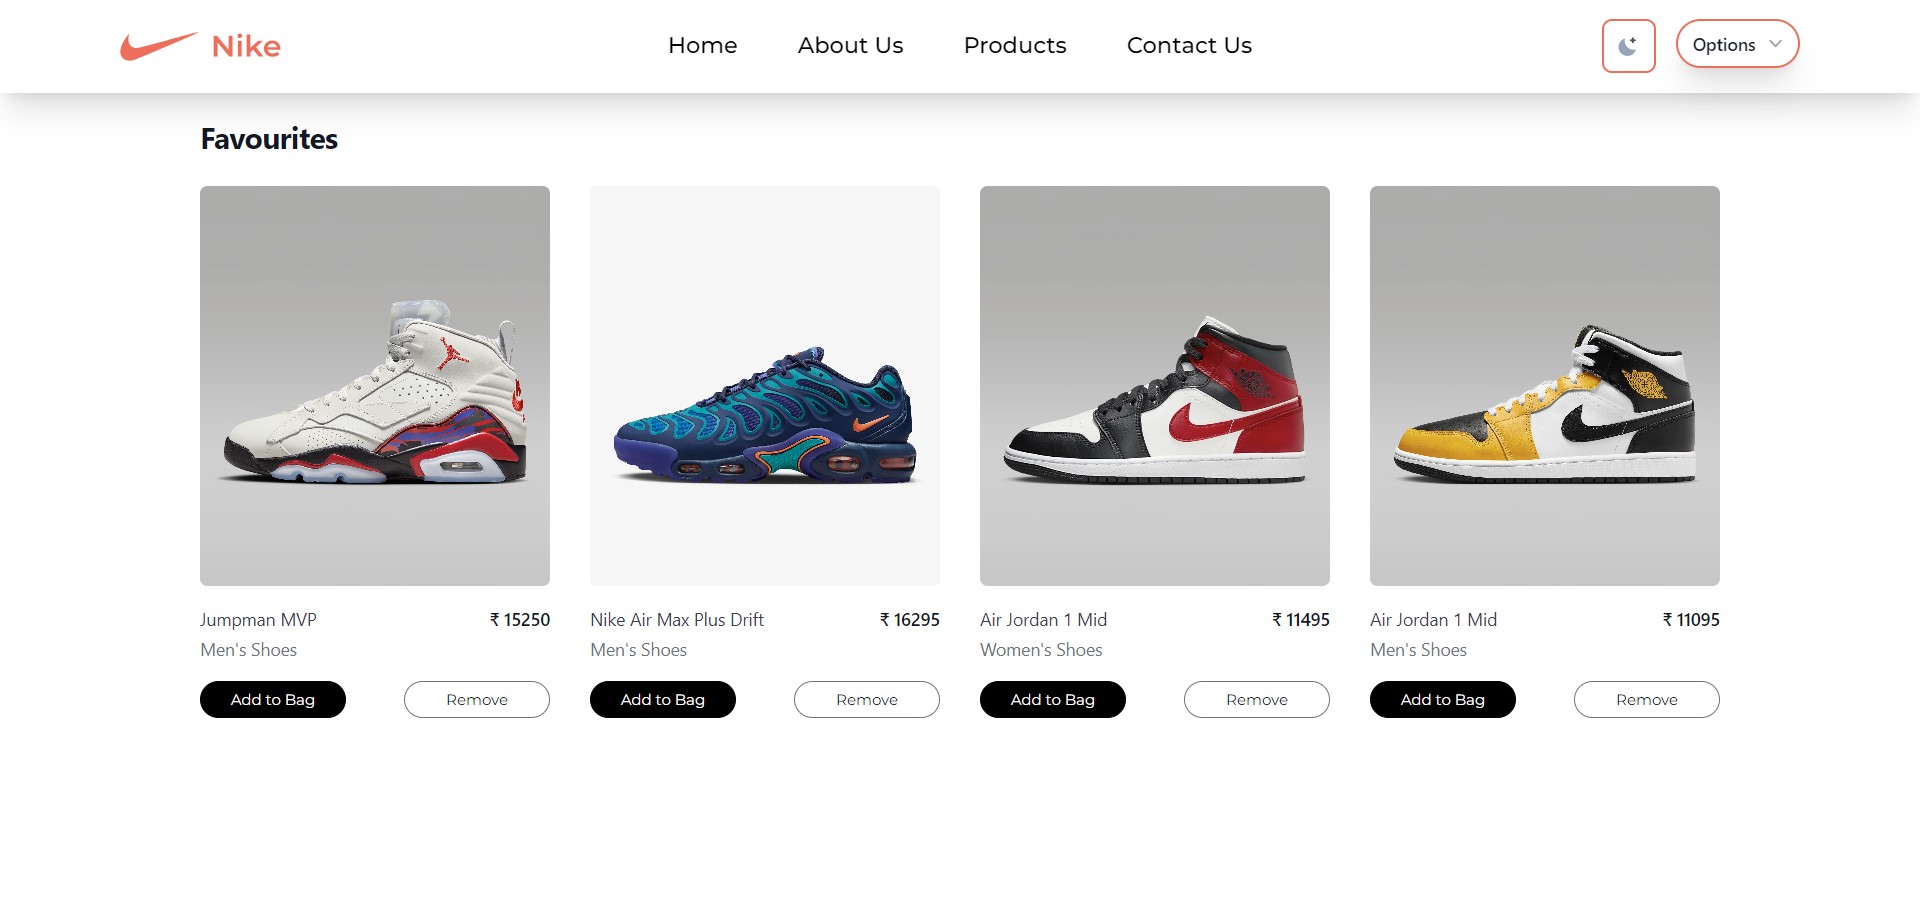 Nike
Home About Us Products Contact Us
Options
Favourites
Jumpman MVP ₹ 15250
Men's Shoes
Add to Bag Remove
Nike Air Max Plus Drift ₹ 16295
Men's Shoes
Add to Bag Remove
Air Jordan 1 Mid ₹ 11495
Women's Shoes
Add to Bag Remove
Air Jordan 1 Mid ₹ 11095
Men's Shoes
Add to Bag Remove